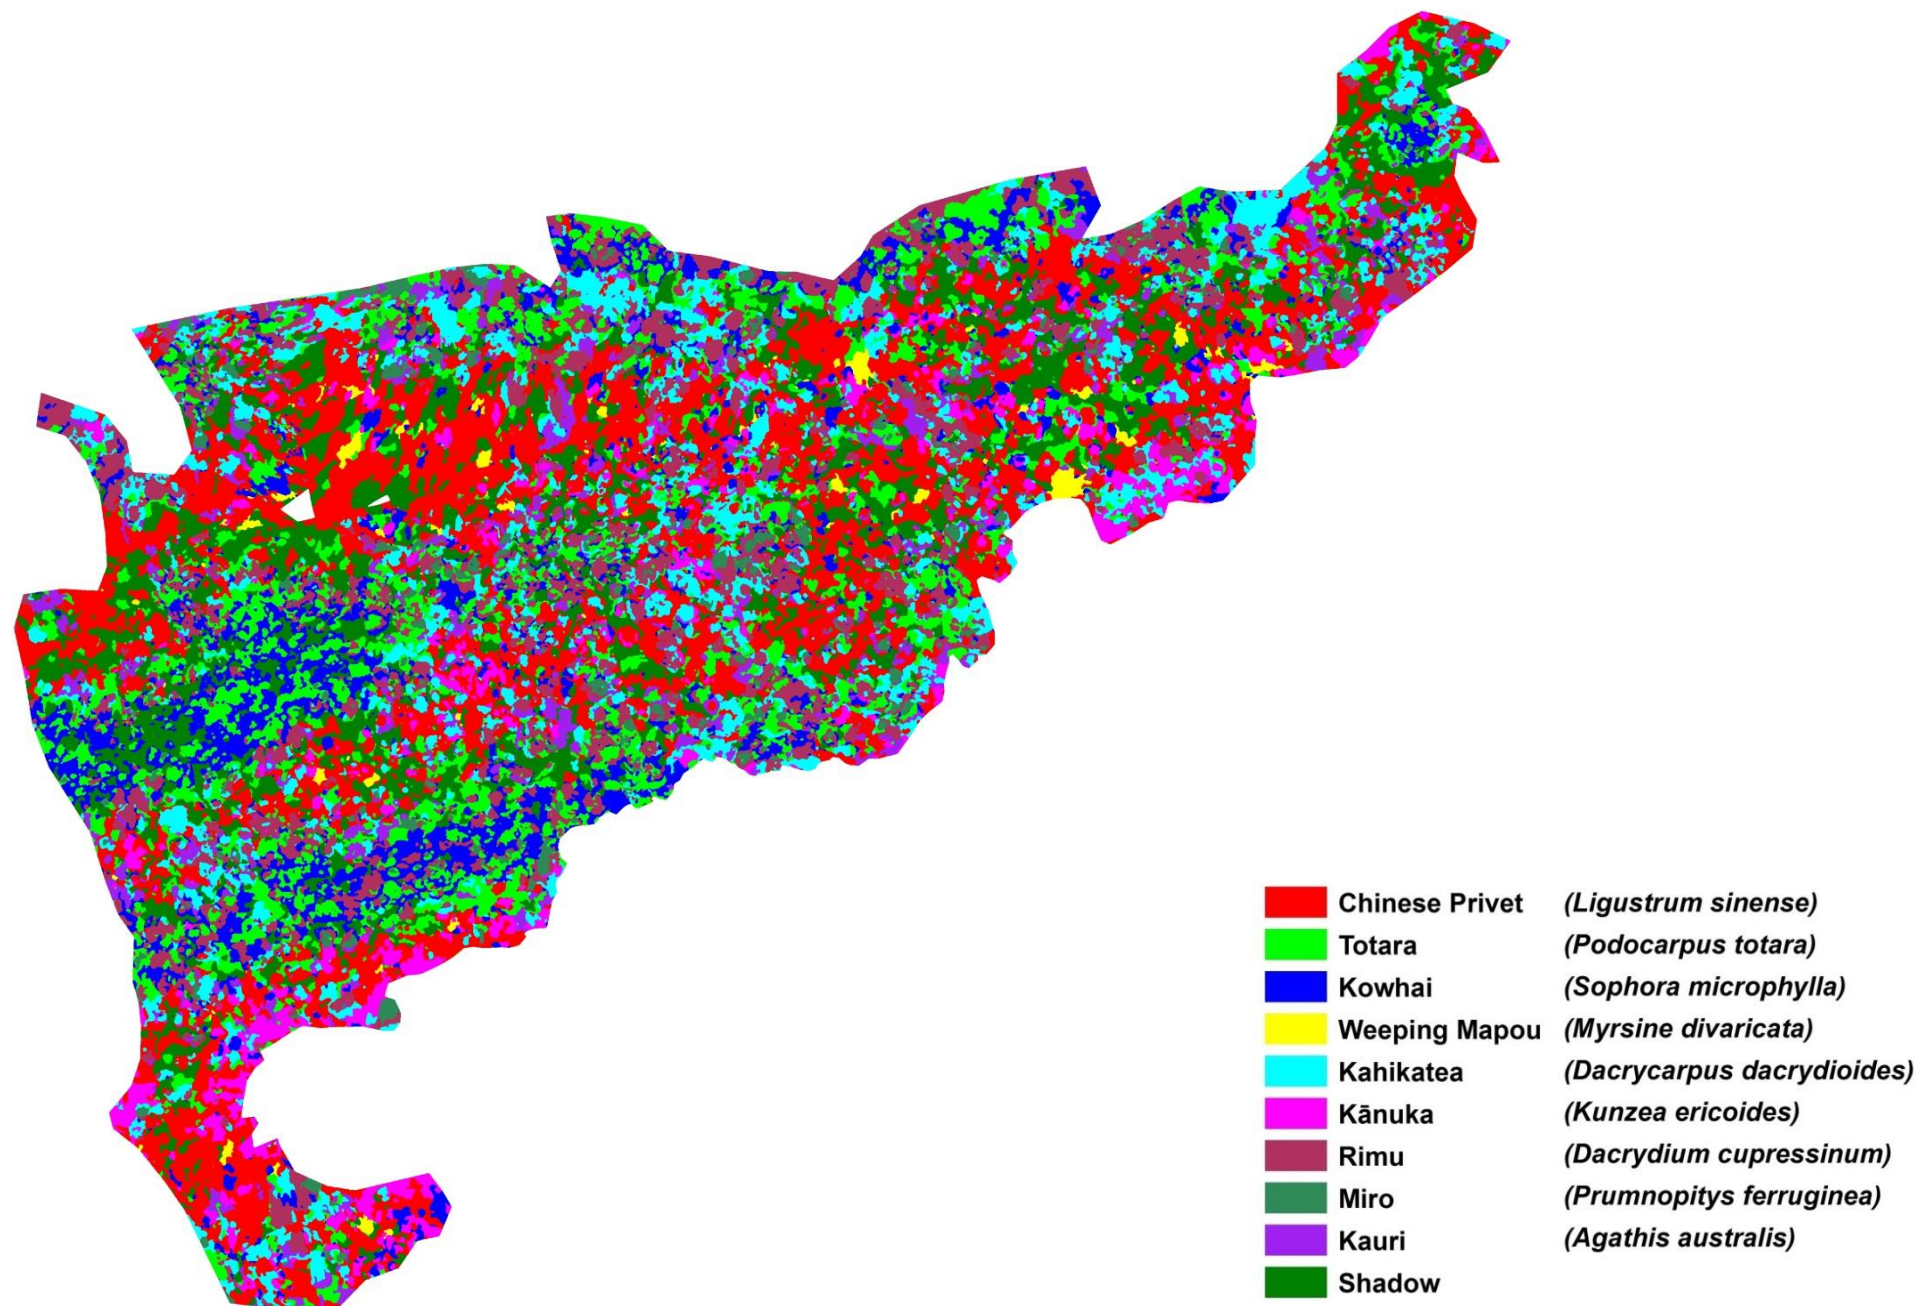 Chinese Privet (Ligustrum sinense)
Totara (Podocarpus totara)
Kowhai (Sophora microphylla)
Weeping Mapou (Myrsine divaricata)
Kahikatea (Dacrycarpus dacrydioides)
Kānuka (Kunzea ericoides)
Rimu (Dacrydium cupressinum)
Miro (Prumnopitys ferruginea)
Kauri (Agathis australis)
Shadow